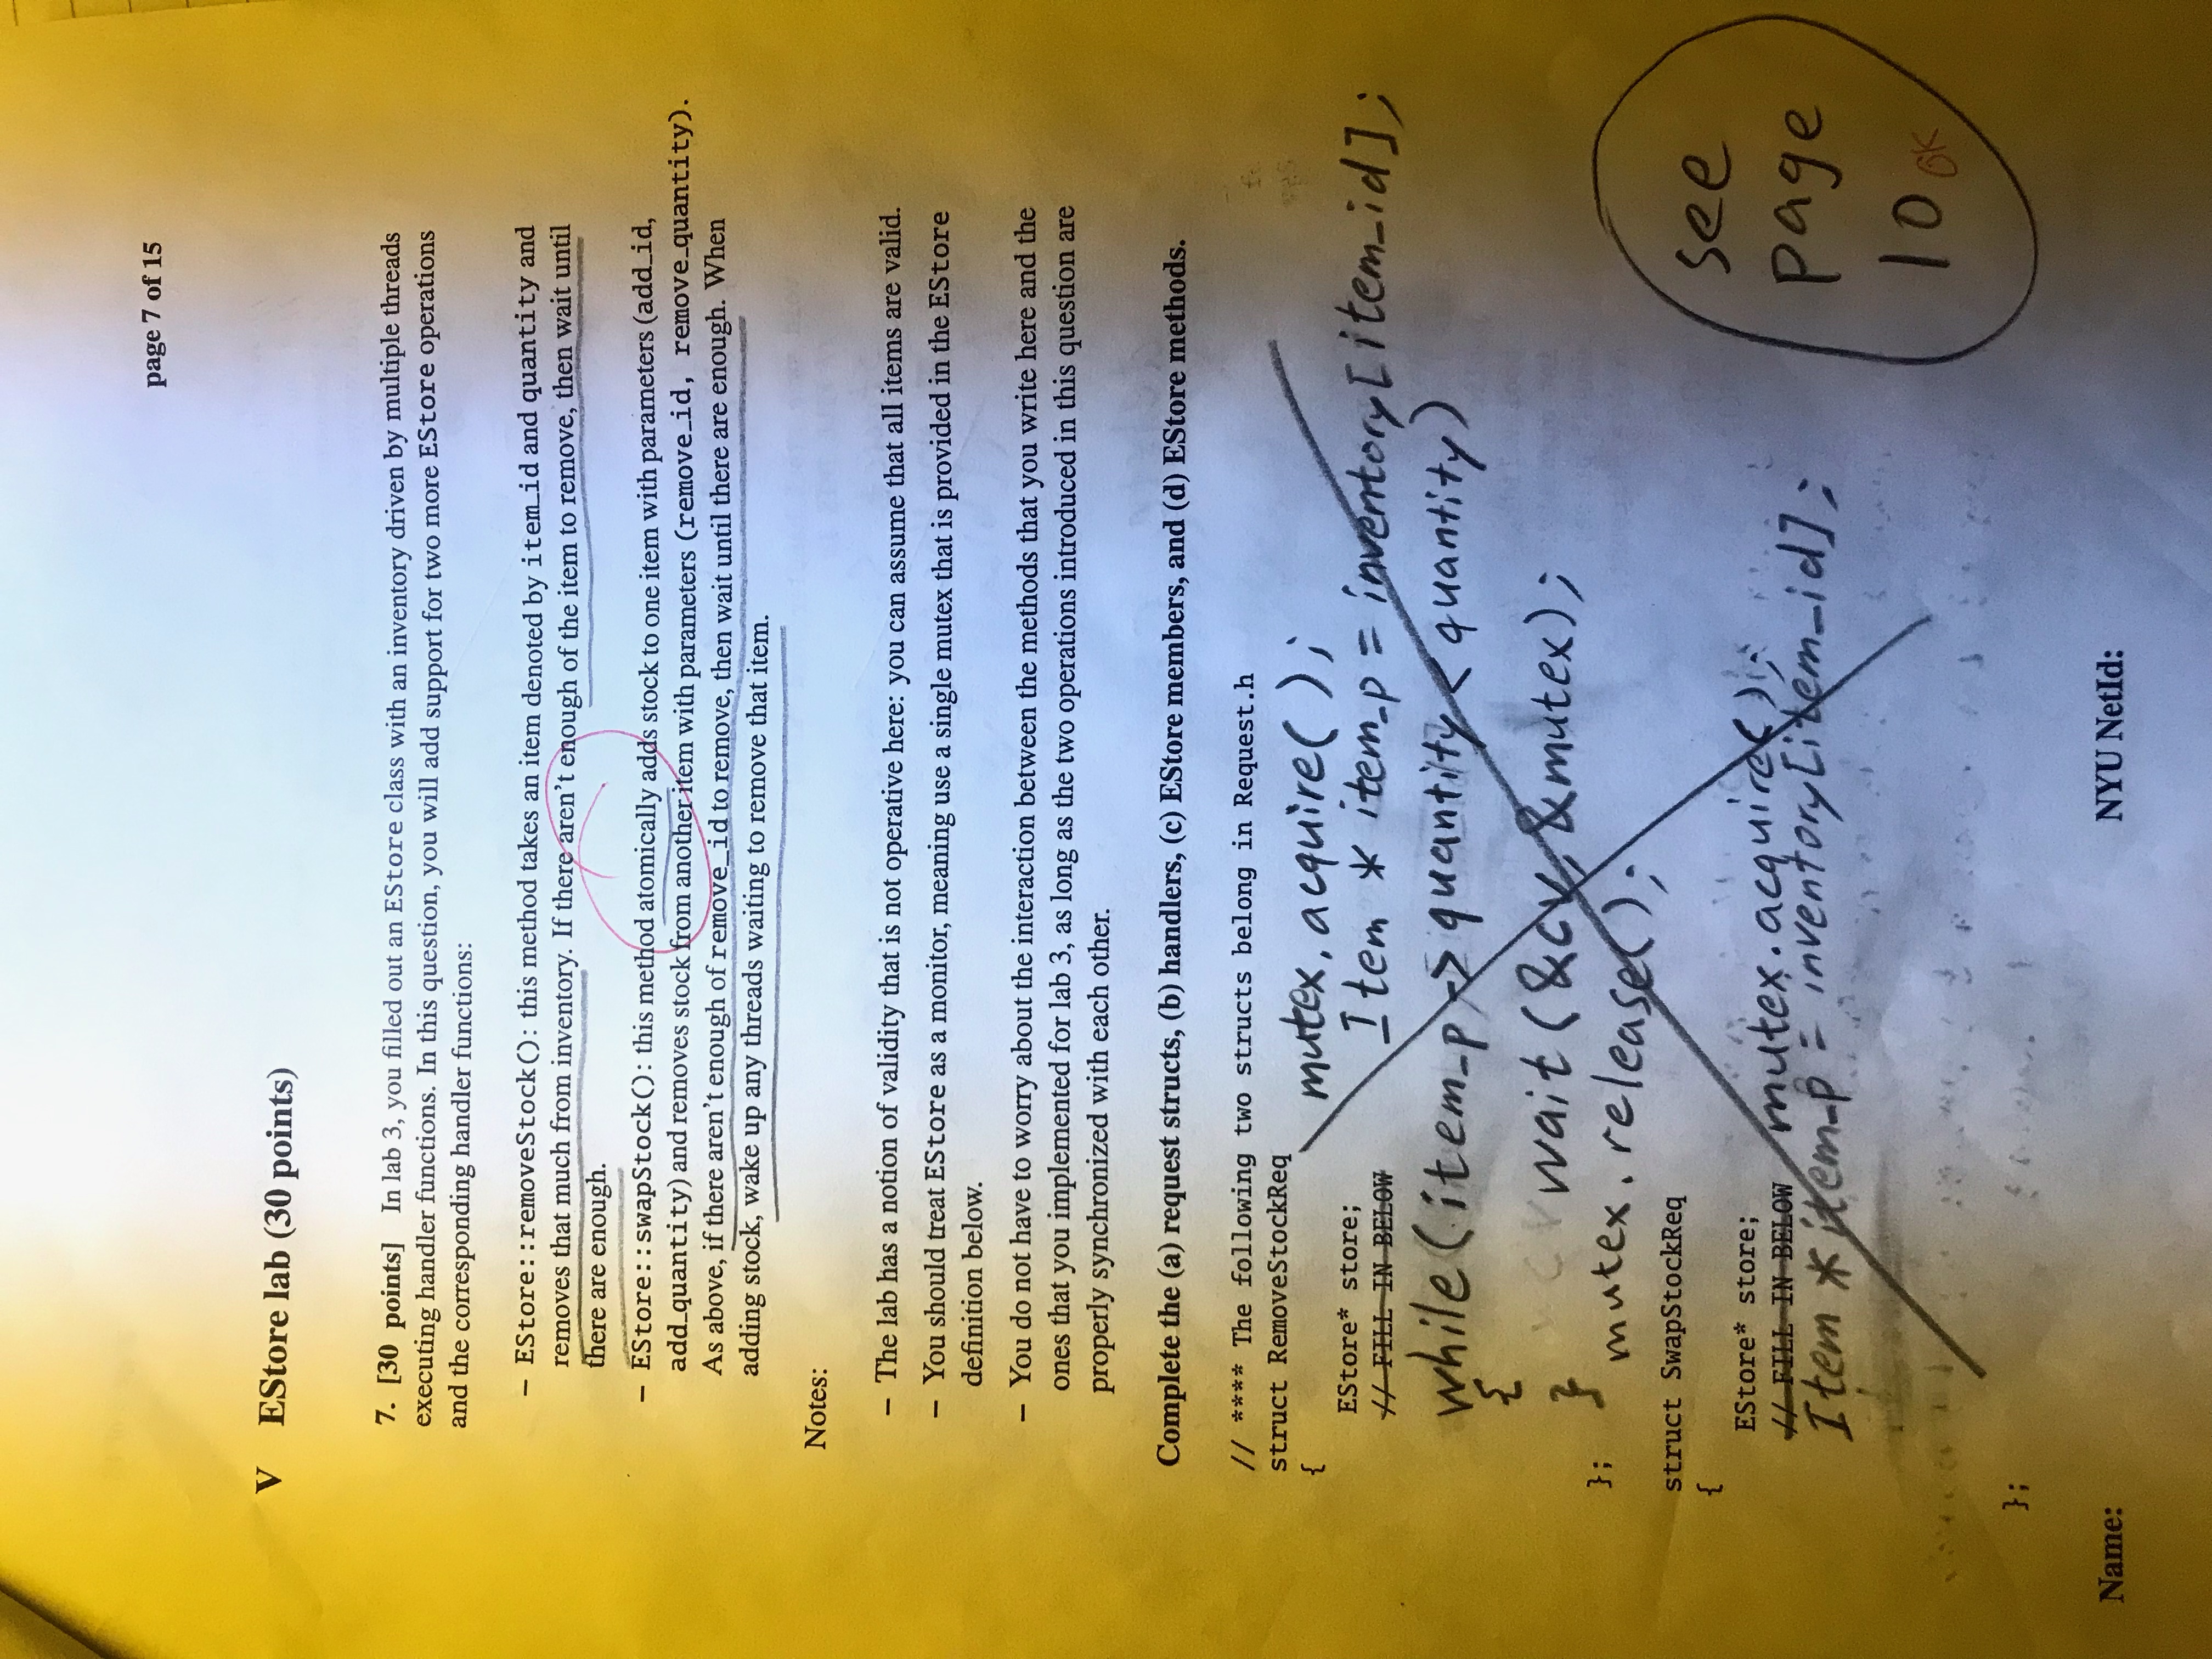 page 7 of 15
V EStore lab (30 points)
7. [30 points] In lab 3, you filled out an EStore class with an inventory driven by multiple threads
executing handler functions. In this question, you will add support for two more EStore operations
and the corresponding handler functions:
– EStore::removeStock(): this method takes an item denoted by item_id and quantity and
removes that much from inventory. If there aren't enough of the item to remove, then wait until
there are enough.
– EStore::swapStock(): this method atomically adds stock to one item with parameters (add_id,
add_quantity) and removes stock from another item with parameters (remove_id, remove_quantity).
As above, if there aren't enough of remove_id to remove, then wait until there are enough. When
adding stock, wake up any threads waiting to remove that item.
Notes:
– The lab has a notion of validity that is not operative here: you can assume that all items are valid.
– You should treat EStore as a monitor, meaning use a single mutex that is provided in the EStore
definition below.
– You do not have to worry about the interaction between the methods that you write here and the
ones that you implemented for lab 3, as long as the two operations introduced in this question are
properly synchronized with each other.
Complete the (a) request structs, (b) handlers, (c) EStore members, and (d) EStore methods.
// **** The following two structs belong in Request.h
struct RemoveStockReq
{ mutex.acquire();
EStore* store;
// FILL IN BELOW Item * item_p = inventory[item_id];
while(item_p -> quantity < quantity)
{
wait(&cv, &mutex);
}
};
mutex.release();
struct SwapStockReq
{
EStore* store;
// FILL IN BELOW mutex.acquire();
Item * item_p = inventory[item_id];
see
page
10 OK
};
Name: NYU NetId: